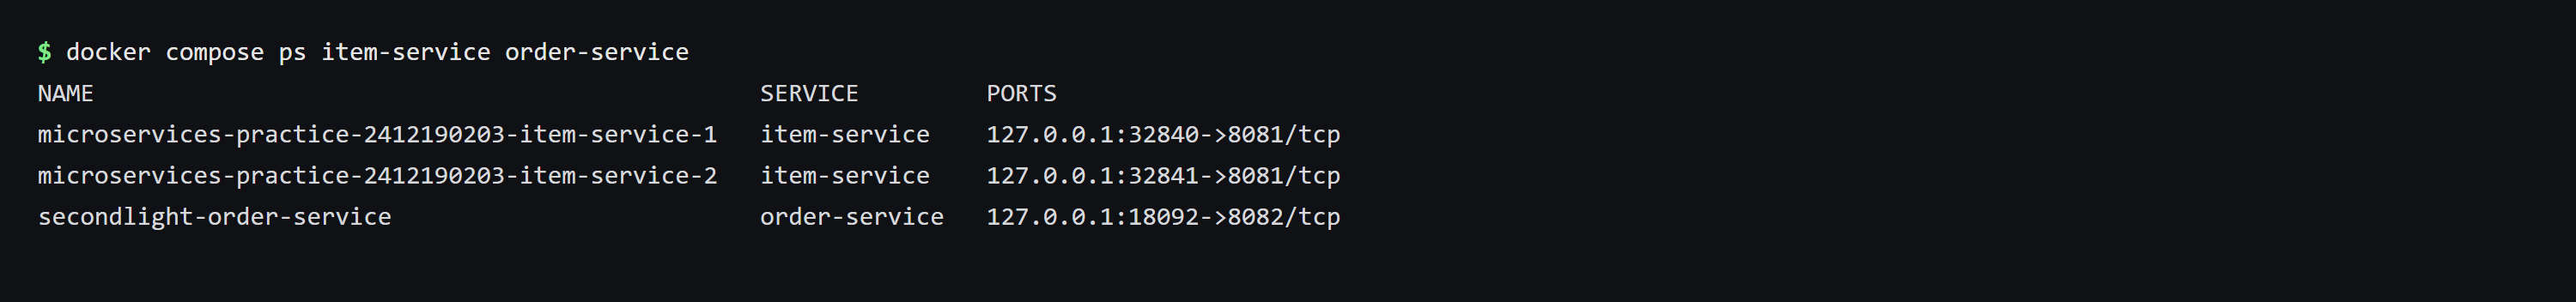 $ docker compose ps item-service order-service
NAME                                               SERVICE         PORTS
microservices-practice-2412190203-item-service-1   item-service    127.0.0.1:32840->8081/tcp
microservices-practice-2412190203-item-service-2   item-service    127.0.0.1:32841->8081/tcp
secondlight-order-service                          order-service   127.0.0.1:18092->8082/tcp